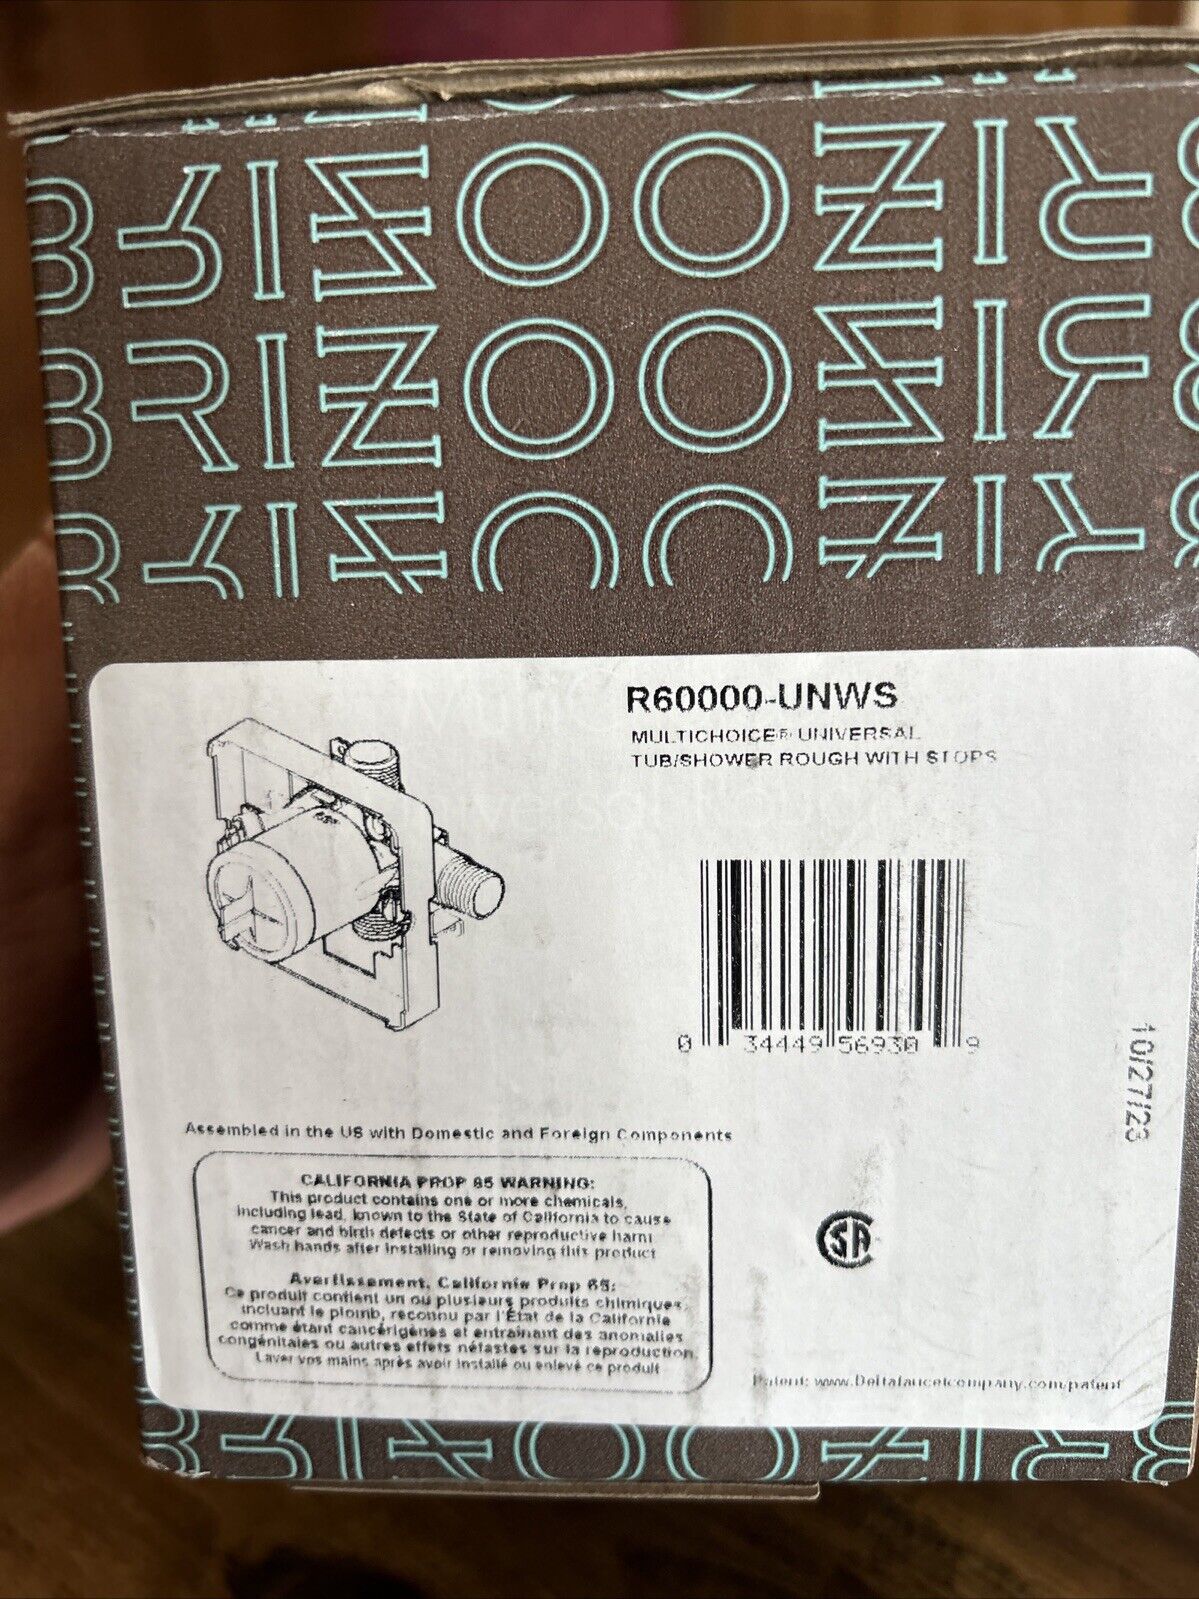 BRIZO OZIRB
BRIZO OZIRB
R60000-UNWS
MULTICHOICE® UNIVERSAL
TUB/SHOWER ROUGH WITH STOPS
0 34449 56930 9
10/27/23
Assembled in the US with Domestic and Foreign Components
CALIFORNIA PROP 65 WARNING:
This product contains one or more chemicals,
including lead, known to the State of California to cause
cancer and birth defects or other reproductive harm
Wash hands after installing or removing this product
Avertissement, California Prop 65:
Ce produit contient un ou plusieurs produits chimiques,
incluant le plomb, reconnu par l'État de la Californie
comme étant cancérigènes et entraînant des anomalies
congénitales ou autres effets néfastes sur la reproduction.
Laver vos mains après avoir installé ou enlevé ce produit
CSA
Patent: www.Deltafaucetcompany.com/patent